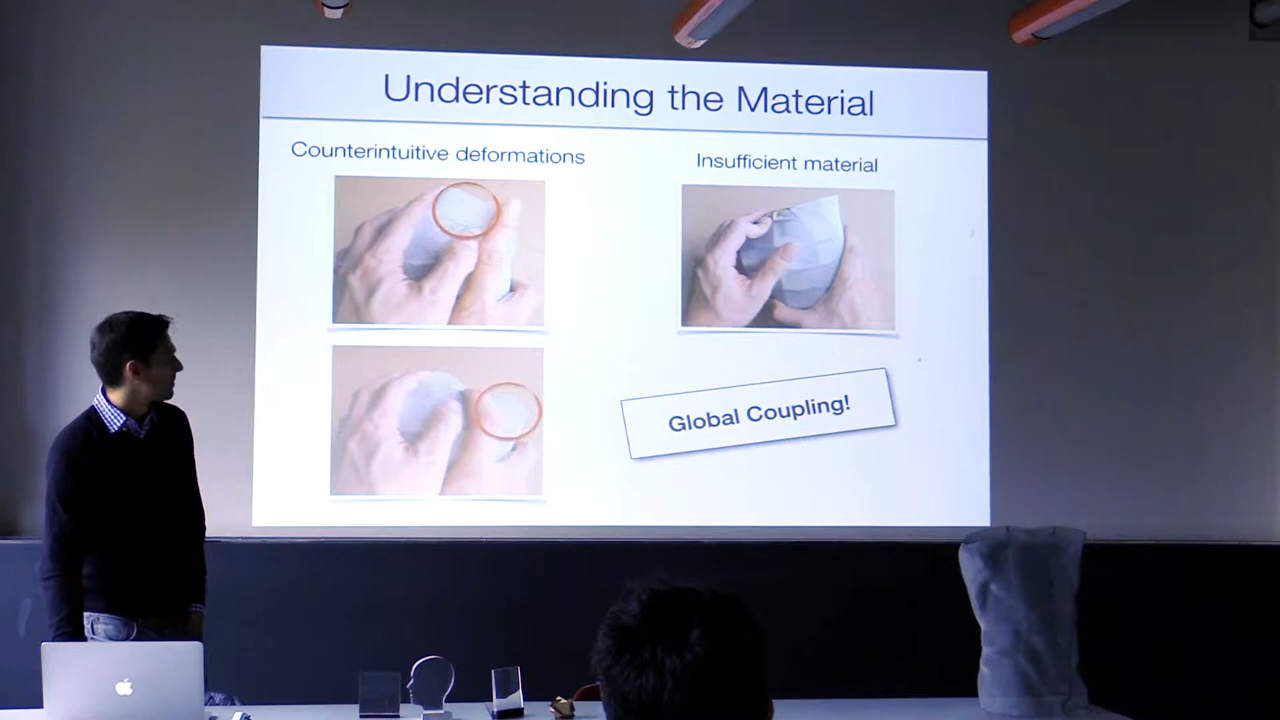 Understanding the Material
Counterintuitive deformations
Insufficient material
Global Coupling!